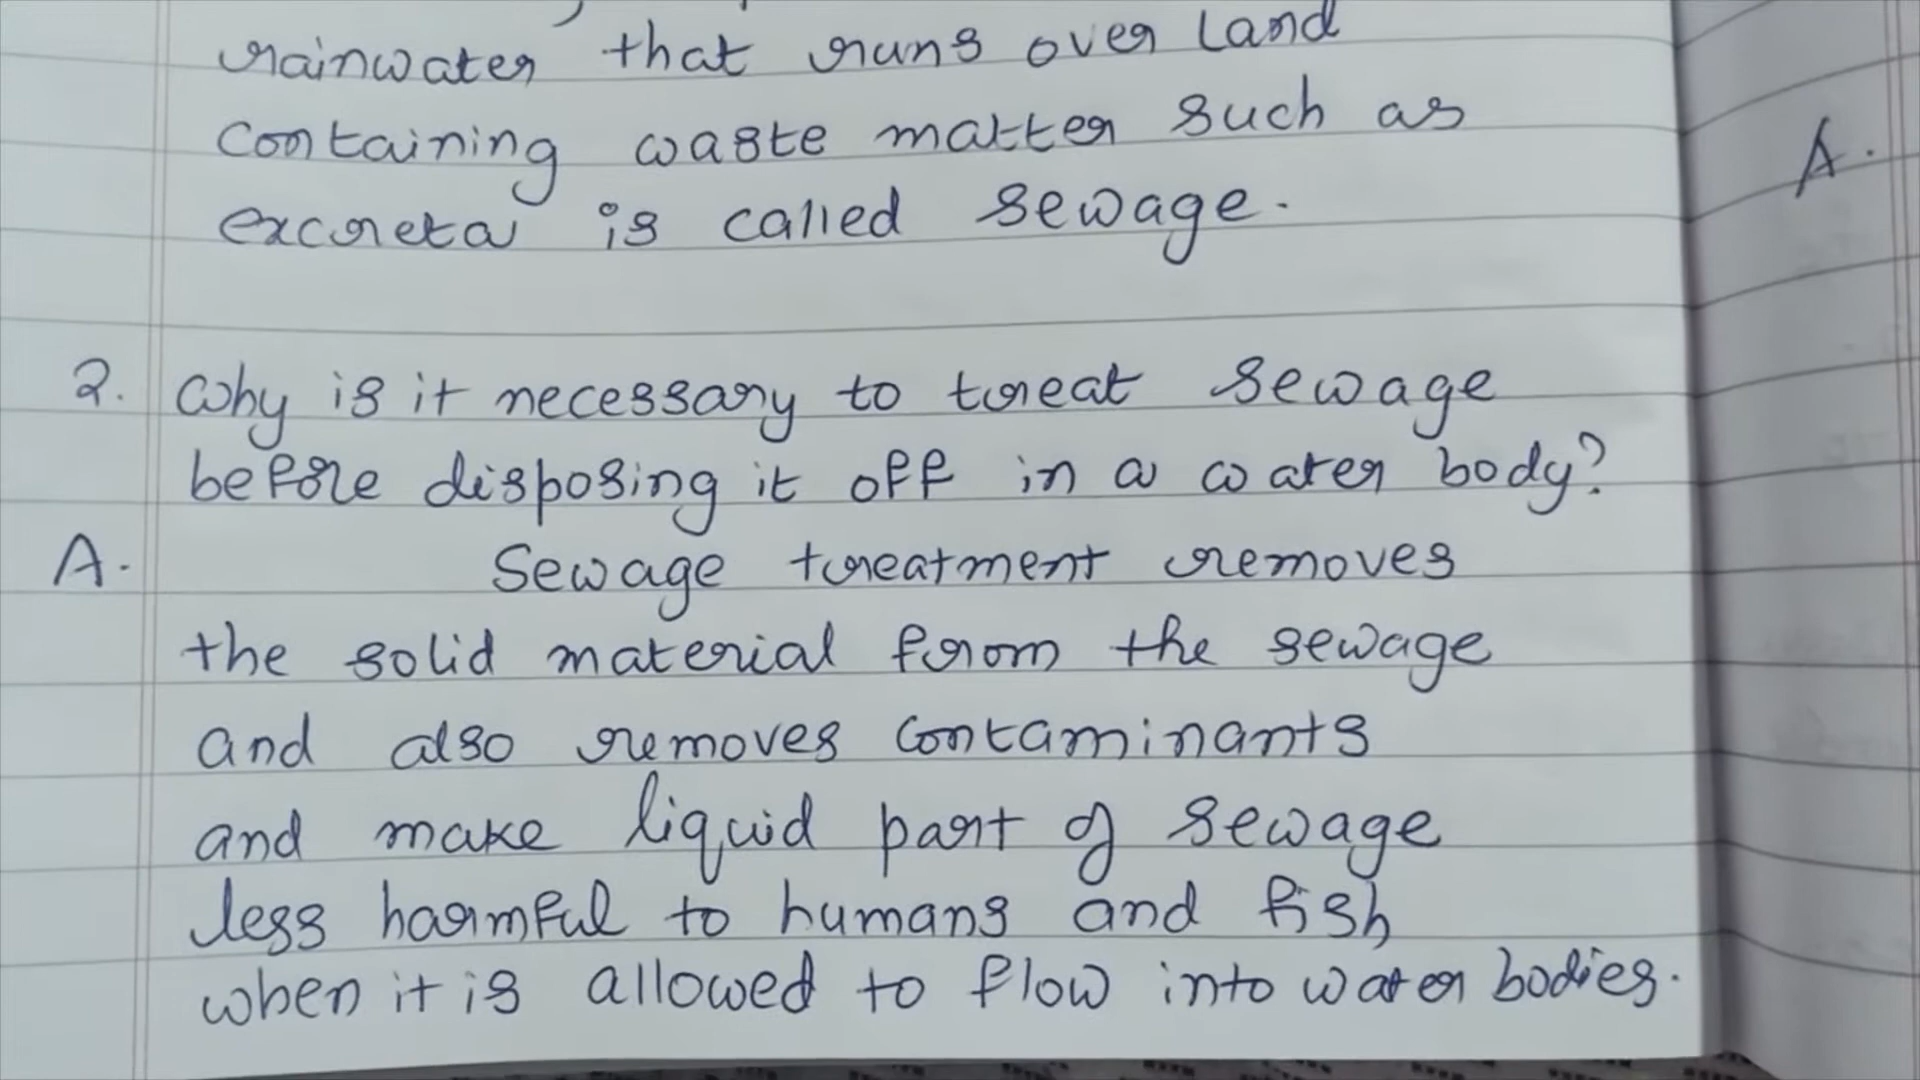 rainwater that runs over land
containing waste matter such as
excreta is called sewage.
2. Why is it necessary to treat sewage
before disposing it off in a water body?
A. Sewage treatment removes
the solid material from the sewage
and also removes contaminants
and make liquid part of sewage
less harmful to humans and fish
when it is allowed to flow into water bodies.
A.